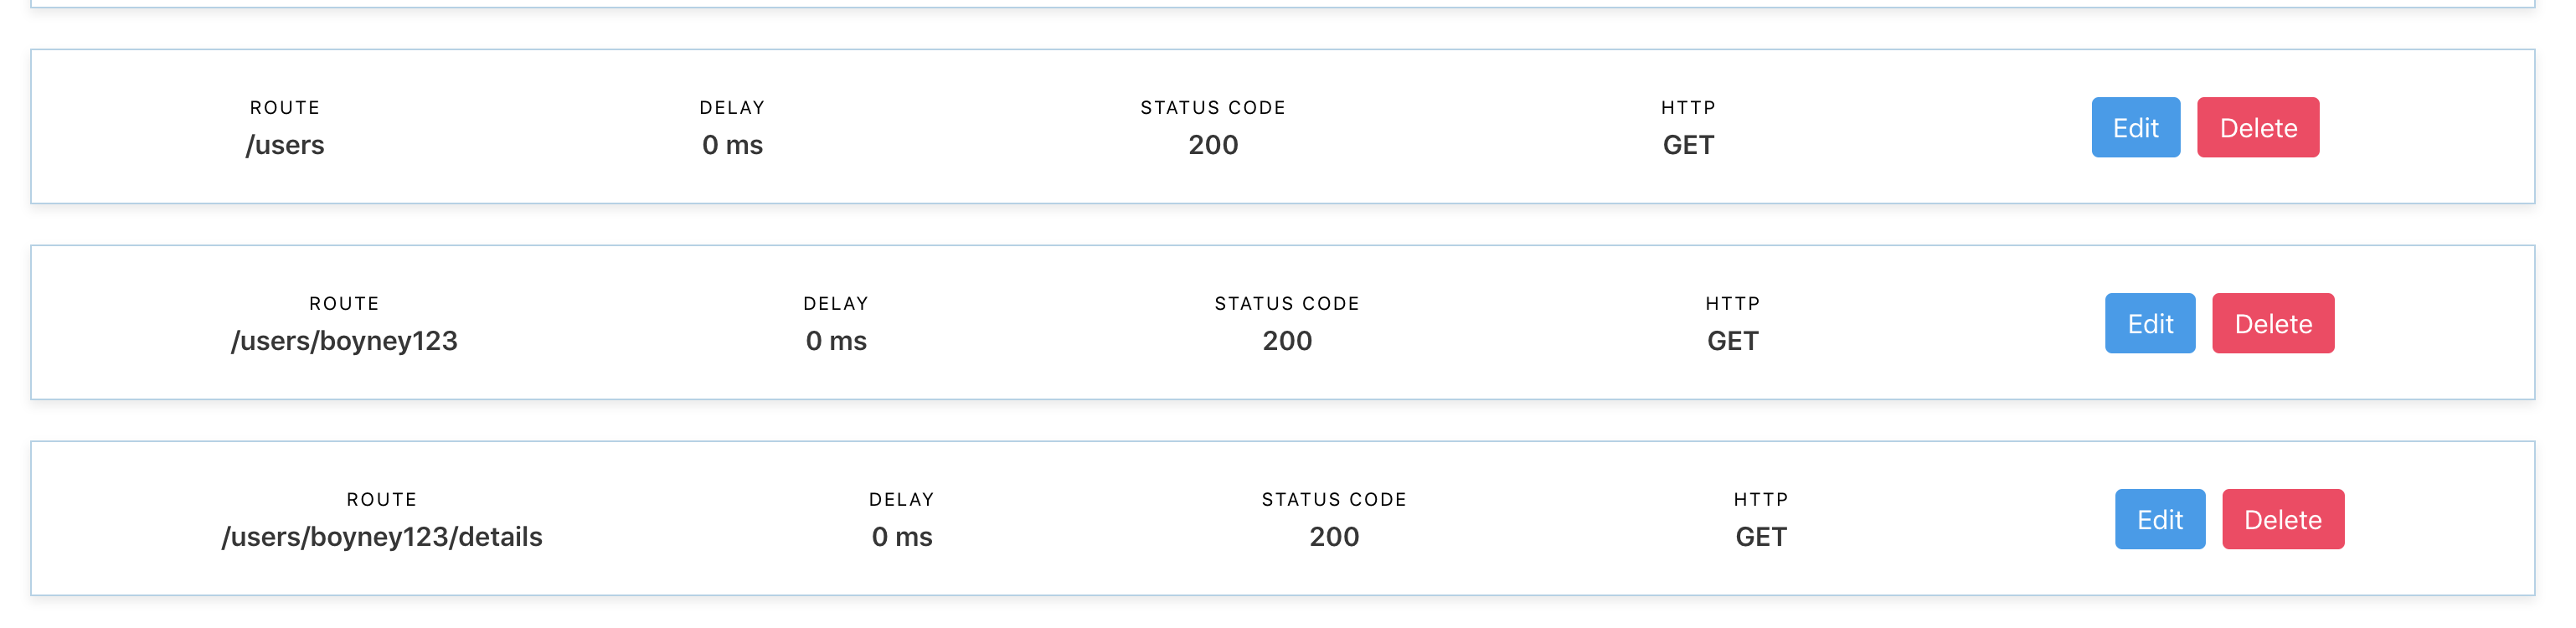 ROUTE DELAY STATUS CODE HTTP
/users 0 ms 200 GET Edit Delete
ROUTE DELAY STATUS CODE HTTP
/users/boyney123 0 ms 200 GET Edit Delete
ROUTE DELAY STATUS CODE HTTP
/users/boyney123/details 0 ms 200 GET Edit Delete